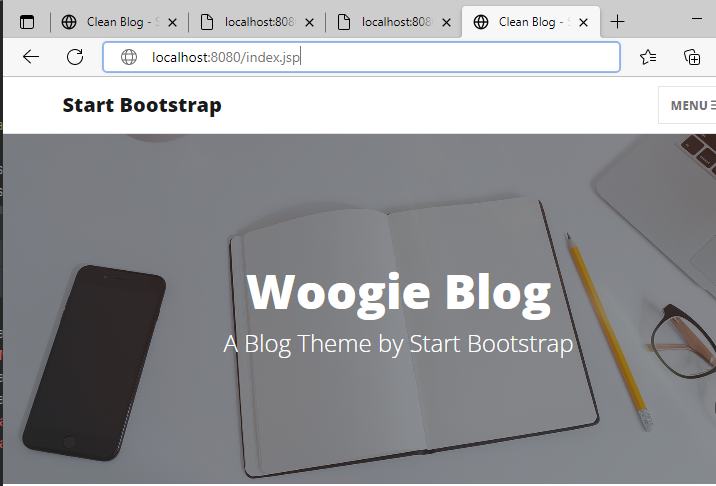 Clean Blog - S
localhost:808
localhost:808
Clean Blog - S
localhost:8080/index.jsp
Start Bootstrap
MENU
Woogie Blog
A Blog Theme by Start Bootstrap